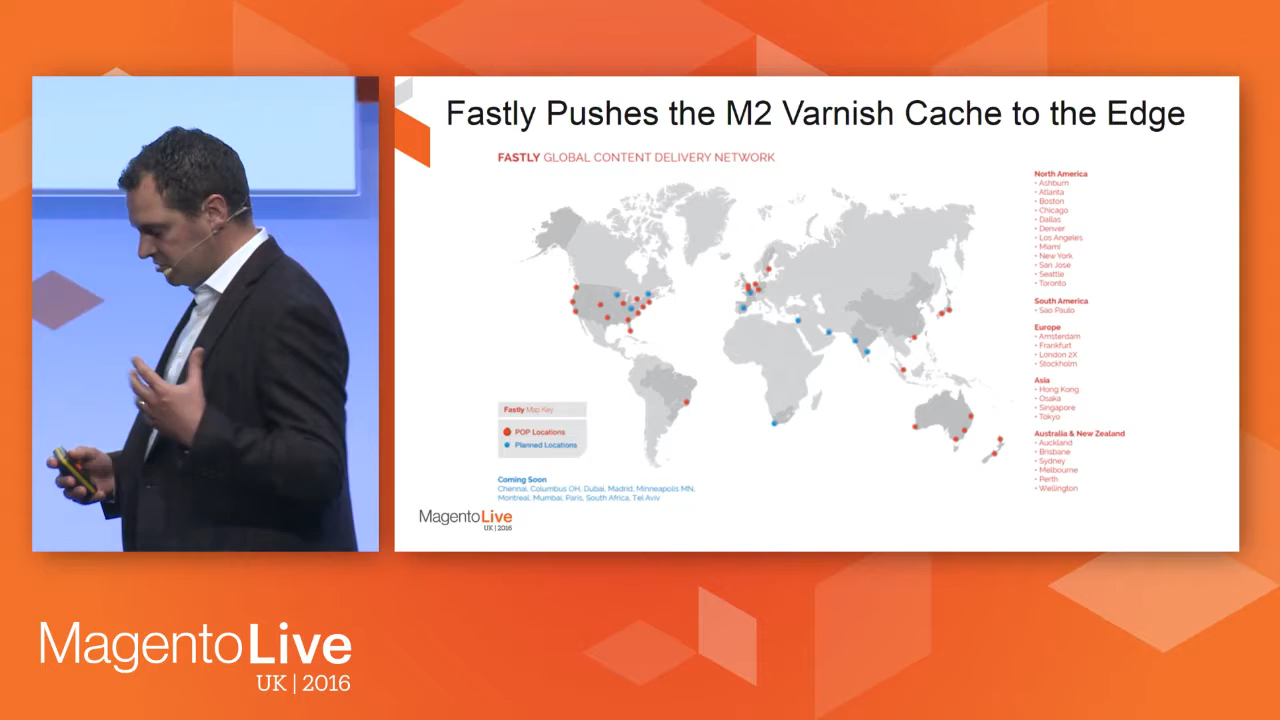 Fastly Pushes the M2 Varnish Cache to the Edge
FASTLY GLOBAL CONTENT DELIVERY NETWORK
North America
• Ashburn
• Atlanta
• Boston
• Chicago
• Dallas
• Denver
• Los Angeles
• Miami
• New York
• San Jose
• Seattle
• Toronto
South America
• Sao Paulo
Europe
• Amsterdam
• Frankfurt
• London 2X
• Stockholm
Asia
• Hong Kong
• Osaka
• Singapore
• Tokyo
Australia & New Zealand
• Auckland
• Brisbane
• Sydney
• Melbourne
• Perth
• Wellington
Fastly Map Key
POP Locations
Planned Locations
Coming Soon
Chennai, Columbus OH, Dubai, Madrid, Minneapolis MN,
Montreal, Mumbai, Paris, South Africa, Tel Aviv
MagentoLive
UK | 2016
MagentoLive
UK | 2016